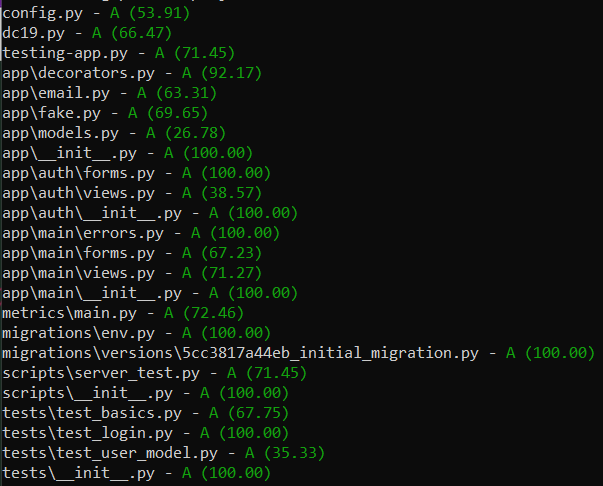 config.py - A (53.91)
dc19.py - A (66.47)
testing-app.py - A (71.45)
app\decorators.py - A (92.17)
app\email.py - A (63.31)
app\fake.py - A (69.65)
app\models.py - A (26.78)
app\__init__.py - A (100.00)
app\auth\forms.py - A (100.00)
app\auth\views.py - A (38.57)
app\auth\__init__.py - A (100.00)
app\main\errors.py - A (100.00)
app\main\forms.py - A (67.23)
app\main\views.py - A (71.27)
app\main\__init__.py - A (100.00)
metrics\main.py - A (72.46)
migrations\env.py - A (100.00)
migrations\versions\5cc3817a44eb_initial_migration.py - A (100.00)
scripts\server_test.py - A (71.45)
scripts\__init__.py - A (100.00)
tests\test_basics.py - A (67.75)
tests\test_login.py - A (100.00)
tests\test_user_model.py - A (35.33)
tests\__init__.py - A (100.00)